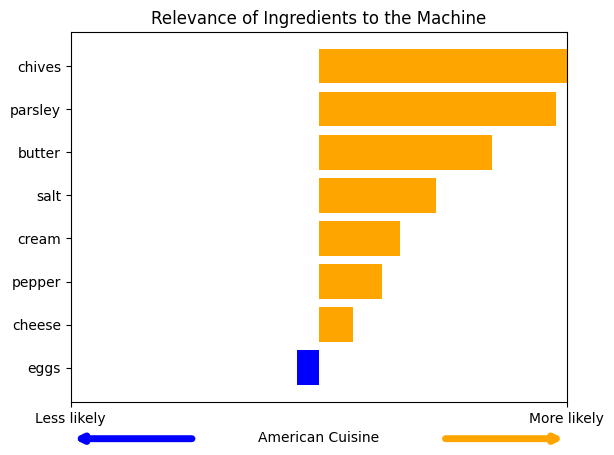 Relevance of Ingredients to the Machine
chives
parsley
butter
salt
cream
pepper
cheese
eggs
Less likely
More likely
American Cuisine